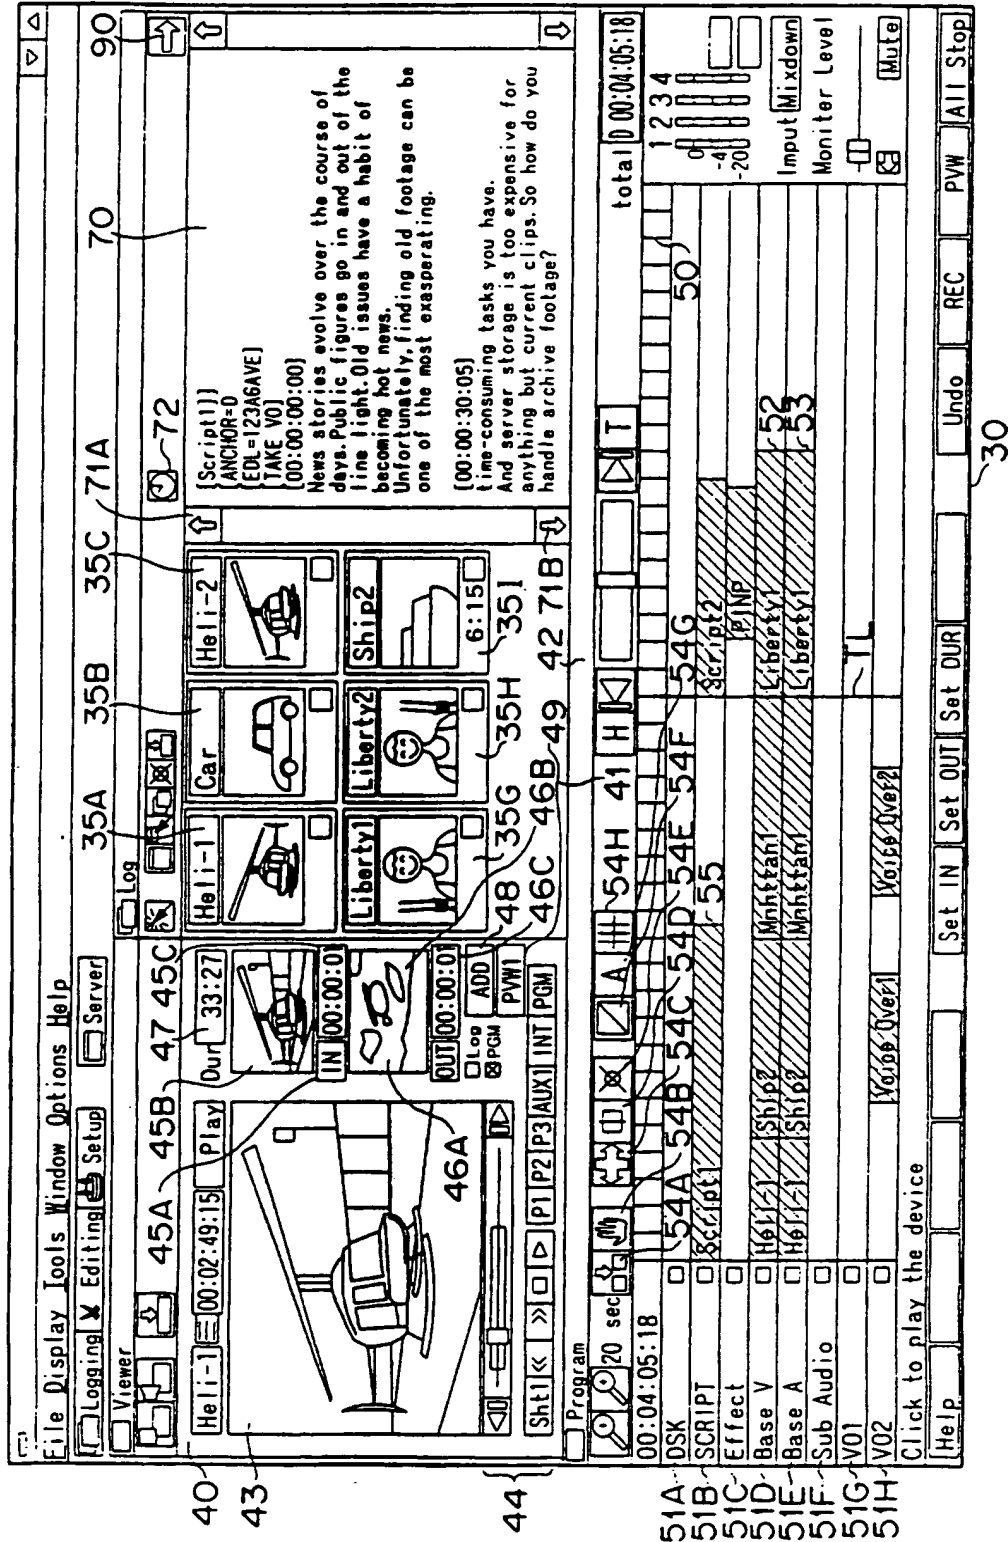 File Display Tools Window Options Help
Logging Editing Setup Server
Viewer
Log
90
70
72
71A
35C
35B
35A
45C
47
45B
45A
40
43
44
Heli-1 00:02:49:15 Play
Dur 33:27
IN 00:00:01
OUT 00:00:01
Log
PGM
ADD
PVW1
46A
48
46C
46B
49
42
71B
Heli-1
Car
Heli-2
Liberty1
Liberty2
Ship2
6:15
35G
35H
35I
[Script1]]
[ANCHOR=D
[EDL=123AGAVE]
[TAKE VO]
[00:00:00:00]
News stories evolve over the course of
days.Public figures go in and out of the
line light.Old issues have a habit of
becoming hot news.
Unfortunately,finding old footage can be
one of the most exasperating.
[00:00:30:05]
time-consuming tasks you have.
And server storage is too expensive for
anything but current clips.So how do you
handle archive footage?
Sht1 << >> P1 P2 P3 AUX1 INT PGM
Program
20 sec
A
H
T
41
total D 00:04:05:18
54A
54B
54C
54D
54E
54F
54G
54H
50
00:04:05:18
51A DSK
51B SCRIPT
51C Effect
51D Base V
51E Base A
51F Sub Audio
51G VO1
51H VO2
Script1
55
Script2
PINP
Heli-1 Ship2 Mnhttan1 Liberty1
52
Heli-1 Ship2 Mnhttan1 Liberty1
53
TL
Voice Over1
Voice Over2
1 2 3 4
0
-4
-20
Imput Mixdown
Moniter Level
Mute
Click to play the device
Help
Set IN Set OUT Set DUR
Undo REC PVW All Stop
30